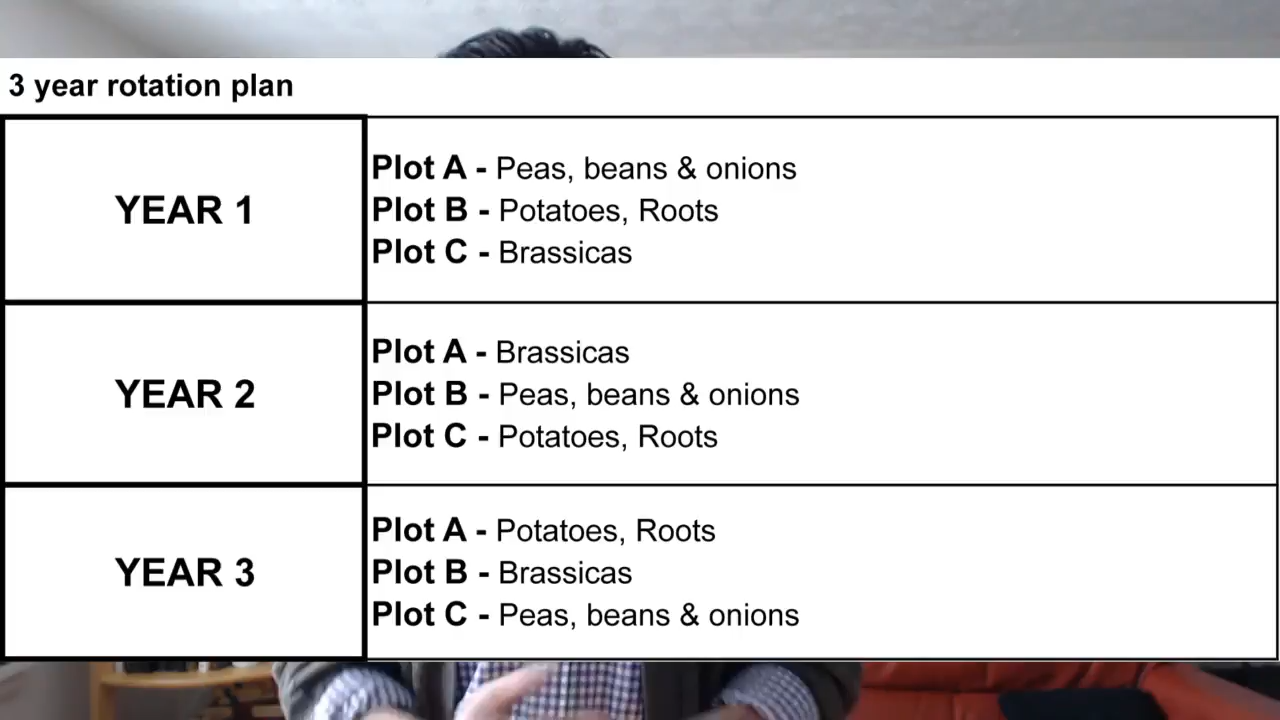 3 year rotation plan
YEAR 1
Plot A - Peas, beans & onions
Plot B - Potatoes, Roots
Plot C - Brassicas
YEAR 2
Plot A - Brassicas
Plot B - Peas, beans & onions
Plot C - Potatoes, Roots
YEAR 3
Plot A - Potatoes, Roots
Plot B - Brassicas
Plot C - Peas, beans & onions